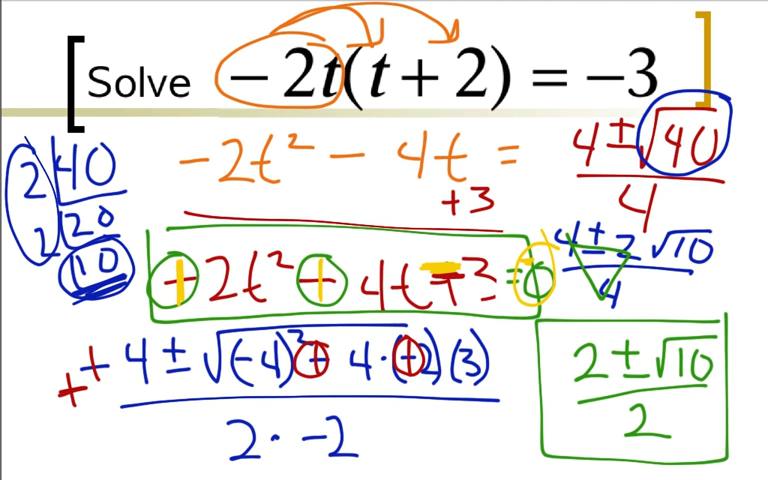 [Solve −2t(t + 2) = −3]
−2t² − 4t =
+3
2 |40
2 |20
10
(4 ± √40)/4
+2t² + 4t − 3 = 0
(4 ± 2√10)/4
+ + 4 ± √((−4)² + 4·(+2)(3))
2 · −2
(2 ± √10)/2